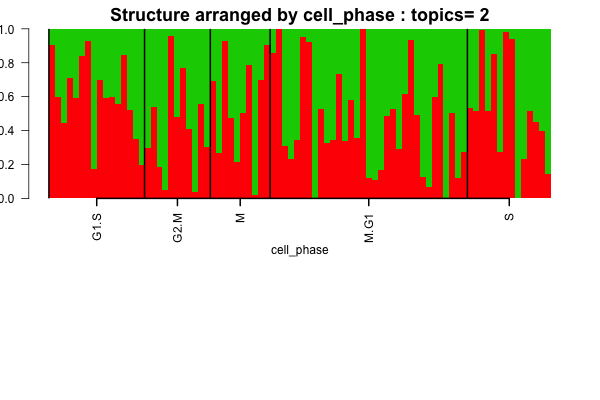 Structure arranged by cell_phase : topics= 2
1.0
0.8
0.6
0.4
0.2
0.0
G1.S
G2.M
M
M.G1
S
cell_phase